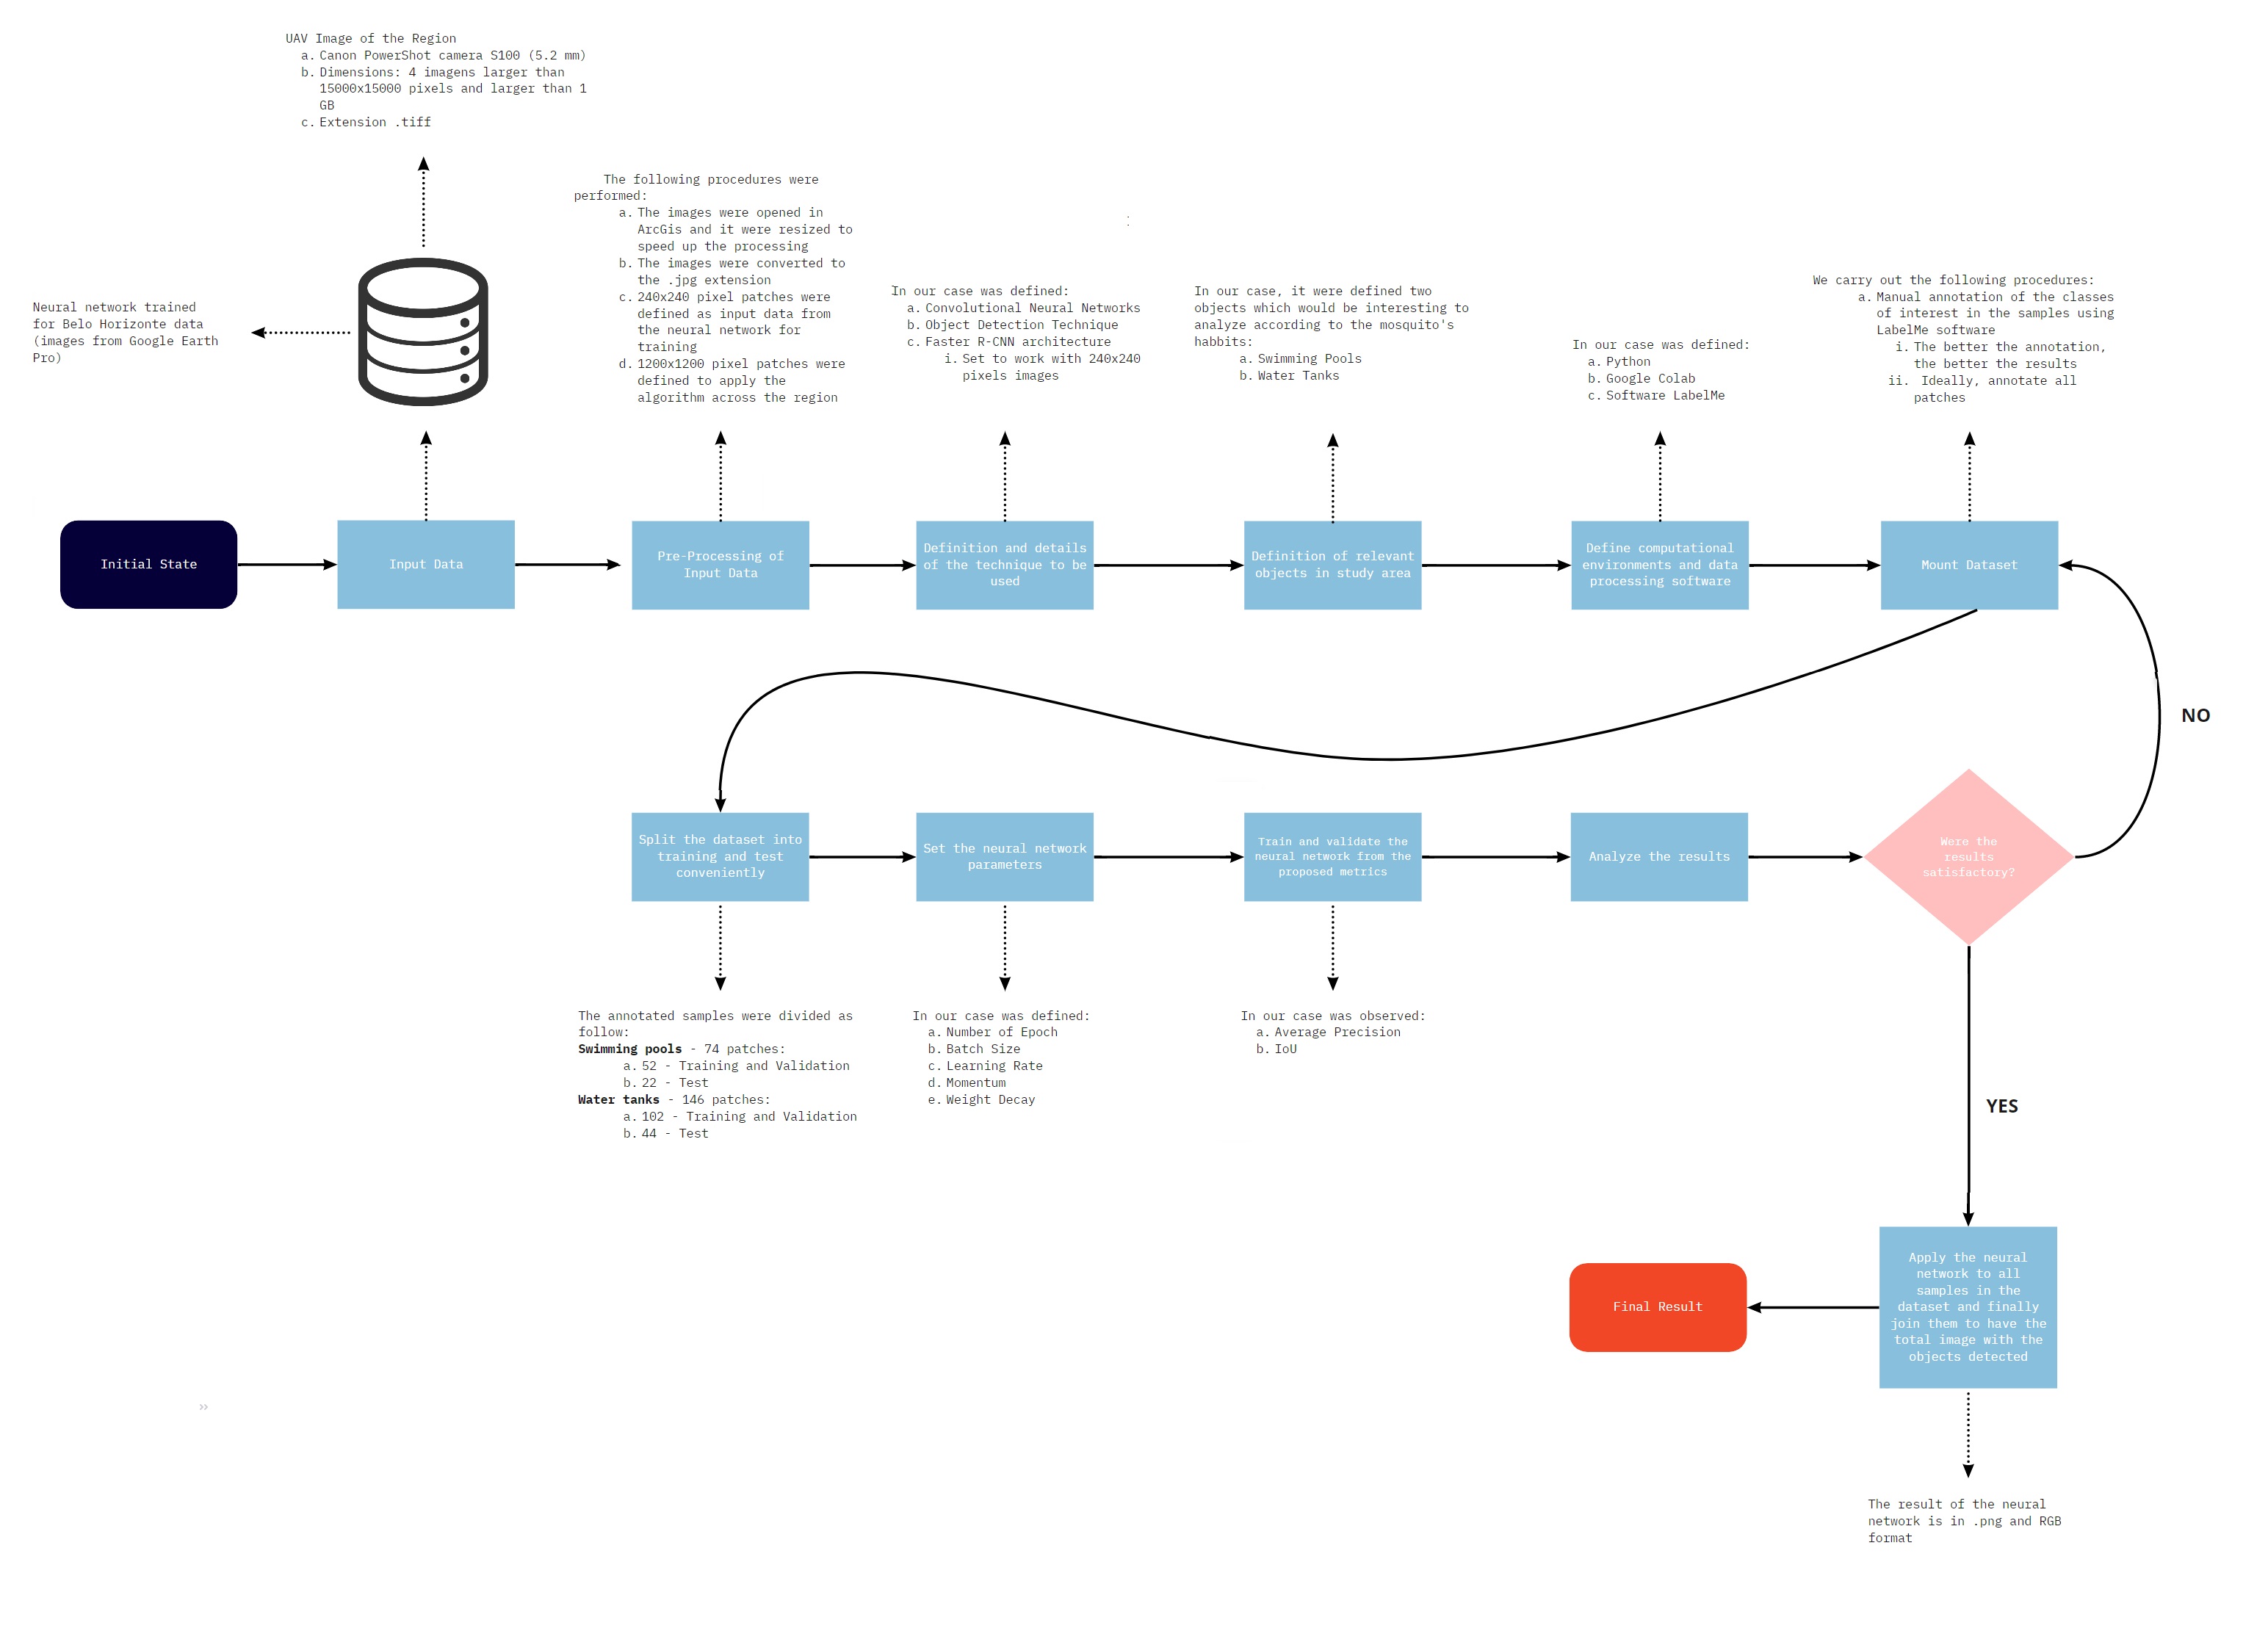 UAV Image of the Region
a. Canon PowerShot camera S100 (5.2 mm)
b. Dimensions: 4 imagens larger than
15000x15000 pixels and larger than 1
GB
c. Extension .tiff
Neural network trained
for Belo Horizonte data
(images from Google Earth
Pro)
The following procedures were
performed:
a. The images were opened in
ArcGis and it were resized to
speed up the processing
b. The images were converted to
the .jpg extension
c. 240x240 pixel patches were
defined as input data from
the neural network for
training
d. 1200x1200 pixel patches were
defined to apply the
algorithm across the region
:
In our case was defined:
a. Convolutional Neural Networks
b. Object Detection Technique
c. Faster R-CNN architecture
i. Set to work with 240x240
pixels images
In our case, it were defined two
objects which would be interesting to
analyze according to the mosquito's
habbits:
a. Swimming Pools
b. Water Tanks
In our case was defined:
a. Python
b. Google Colab
c. Software LabelMe
We carry out the following procedures:
a. Manual annotation of the classes
of interest in the samples using
LabelMe software
i. The better the annotation,
the better the results
ii. Ideally, annotate all
patches
Initial State
Input Data
Pre-Processing of
Input Data
Definition and details
of the technique to be
used
Definition of relevant
objects in study area
Define computational
environments and data
processing software
Mount Dataset
NO
Split the dataset into
training and test
conveniently
Set the neural network
parameters
Train and validate the
neural network from the
proposed metrics
Analyze the results
Were the
results
satisfactory?
The annotated samples were divided as
follow:
Swimming pools - 74 patches:
a. 52 - Training and Validation
b. 22 - Test
Water tanks - 146 patches:
a. 102 - Training and Validation
b. 44 - Test
In our case was defined:
a. Number of Epoch
b. Batch Size
c. Learning Rate
d. Momentum
e. Weight Decay
In our case was observed:
a. Average Precision
b. IoU
YES
Apply the neural
network to all
samples in the
dataset and finally
join them to have the
total image with the
objects detected
Final Result
»
The result of the neural
network is in .png and RGB
format